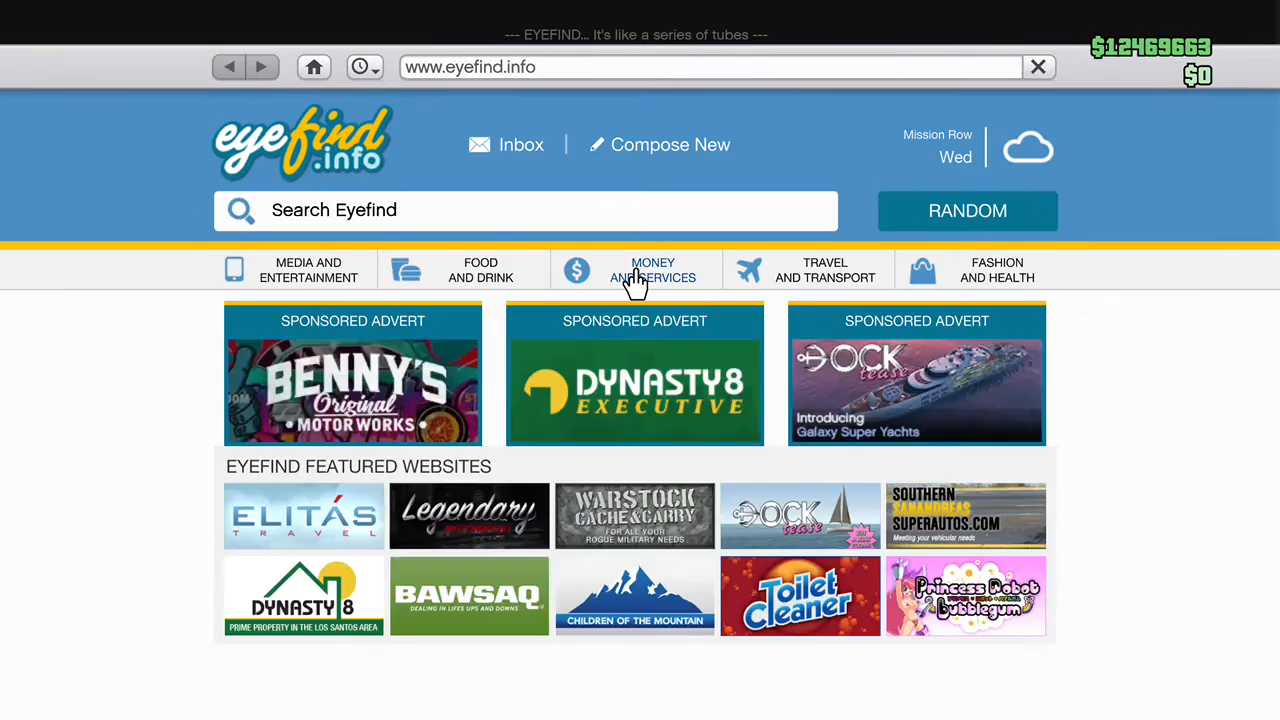 --- EYEFIND... It's like a series of tubes ---
$12469663
$0
www.eyefind.info
eyefind
.info
Inbox
Compose New
Mission Row
Wed
Search Eyefind
RANDOM
MEDIA AND
ENTERTAINMENT
FOOD
AND DRINK
MONEY
AND SERVICES
TRAVEL
AND TRANSPORT
FASHION
AND HEALTH
SPONSORED ADVERT
BENNY'S
Original
MOTOR WORKS
SPONSORED ADVERT
DYNASTY 8
EXECUTIVE
SPONSORED ADVERT
DOCK
tease
Introducing
Galaxy Super Yachts
EYEFIND FEATURED WEBSITES
ELITÁS
TRAVEL
Legendary
MOTORSPORT
WARSTOCK
CACHE & CARRY
FOR ALL YOUR
ROGUE MILITARY NEEDS
DOCK
tease
SOUTHERN
SANANDREAS
SUPERAUTOS.COM
Meeting your vehicular needs
DYNASTY 8
PRIME PROPERTY IN THE LOS SANTOS AREA
BAWSAQ
DEALING IN LIFES UPS AND DOWNS
CHILDREN OF THE MOUNTAIN
Toilet
Cleaner
Princess Robot
Bubblegum